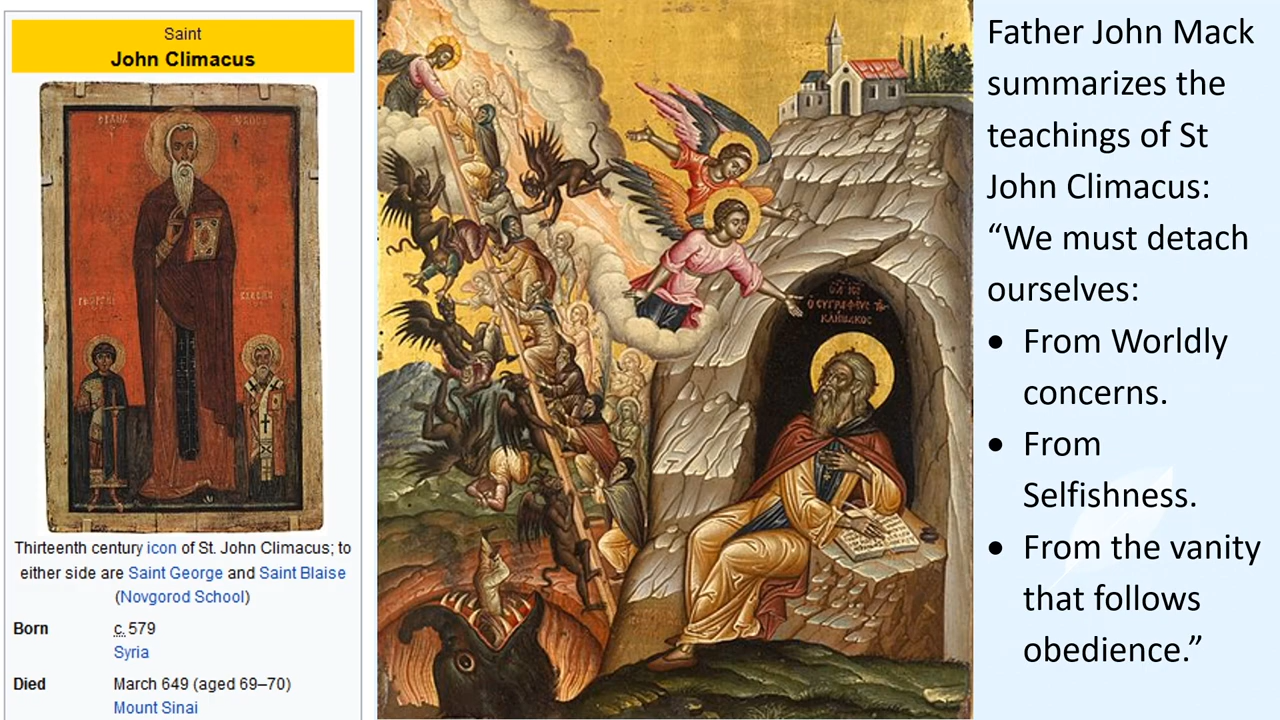 Saint
John Climacus
Thirteenth century icon of St. John Climacus; to
either side are Saint George and Saint Blaise
(Novgorod School)
Born c. 579
Syria
Died March 649 (aged 69–70)
Mount Sinai
Father John Mack
summarizes the
teachings of St
John Climacus:
“We must detach
ourselves:
• From Worldly
concerns.
• From
Selfishness.
• From the vanity
that follows
obedience.”